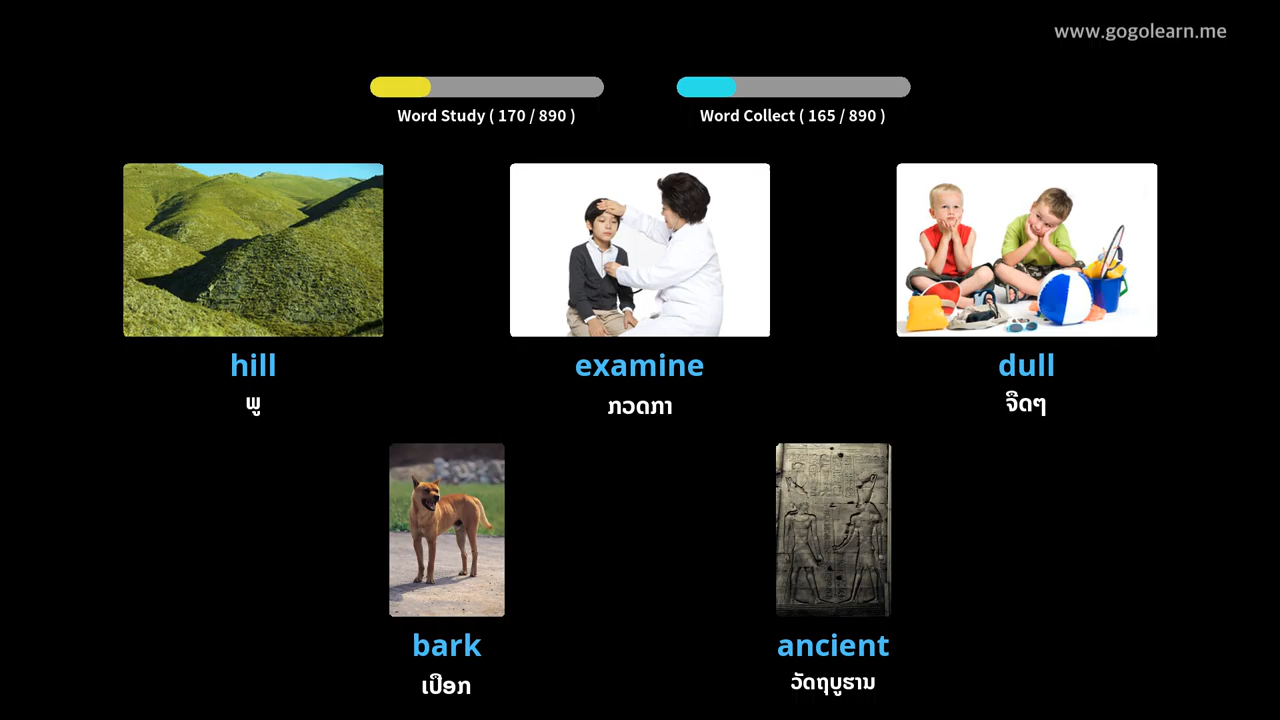 www.gogolearn.me
Word Study ( 170 / 890 )
Word Collect ( 165 / 890 )
hill
ພູ
examine
ກວດກາ
dull
ຈືດໆ
bark
ເປືອກ
ancient
ວັດຖຸບູຮານ